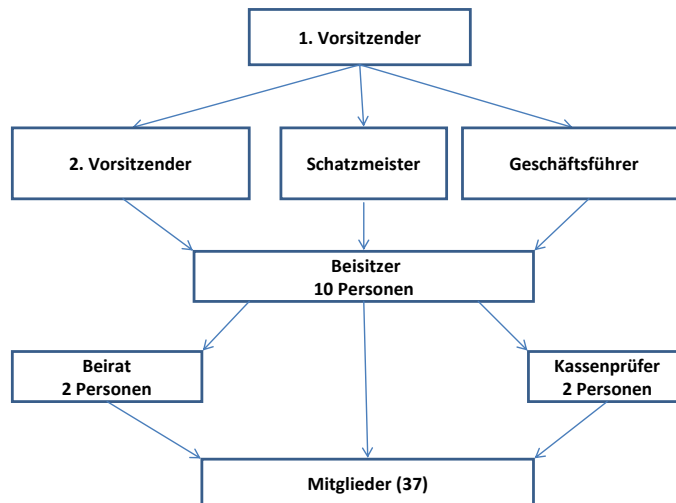 1. Vorsitzender
2. Vorsitzender
Schatzmeister
Geschäftsführer
Beisitzer
10 Personen
Beirat
2 Personen
Kassenprüfer
2 Personen
Mitglieder (37)